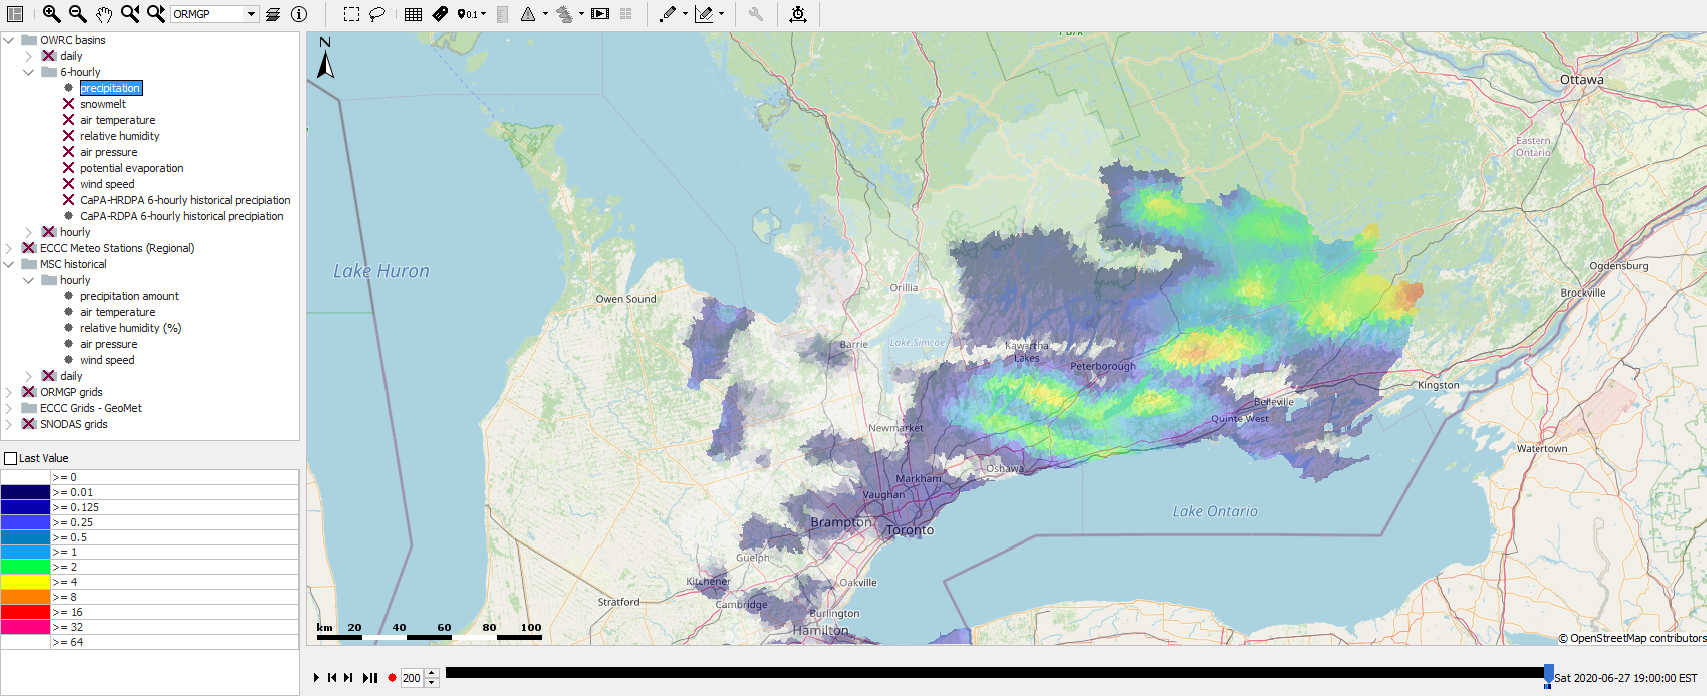 ORMGP
0.1
OWRC basins
daily
6-hourly
precipitation
snowmelt
air temperature
relative humidity
air pressure
potential evaporation
wind speed
CaPA-HRDPA 6-hourly historical precipiation
CaPA-RDPA 6-hourly historical precipiation
hourly
ECCC Meteo Stations (Regional)
MSC historical
hourly
precipitation amount
air temperature
relative humidity (%)
air pressure
wind speed
daily
ORMGP grids
ECCC Grids - GeoMet
SNODAS grids
Last Value
>= 0
>= 0.01
>= 0.125
>= 0.25
>= 0.5
>= 1
>= 2
>= 4
>= 8
>= 16
>= 32
>= 64
N
Park
Ottawa
Eastern
Ontario
Lake Huron
Ogdensburg
Owen Sound
Orillia
Brockville
Barrie
Lake Simcoe
Kawartha
Lakes
Peterborough
Kingston
Belleville
Quinte West
Newmarket
Watertown
Oshawa
Markham
Vaughan
Lake Ontario
Brampton
Toronto
Guelph
Kitchener
Oakville
Stratford
Cambridge
Burlington
Hamilton
km 20 40 60 80 100
© OpenStreetMap contributors
200
Sat 2020-06-27 19:00:00 EST